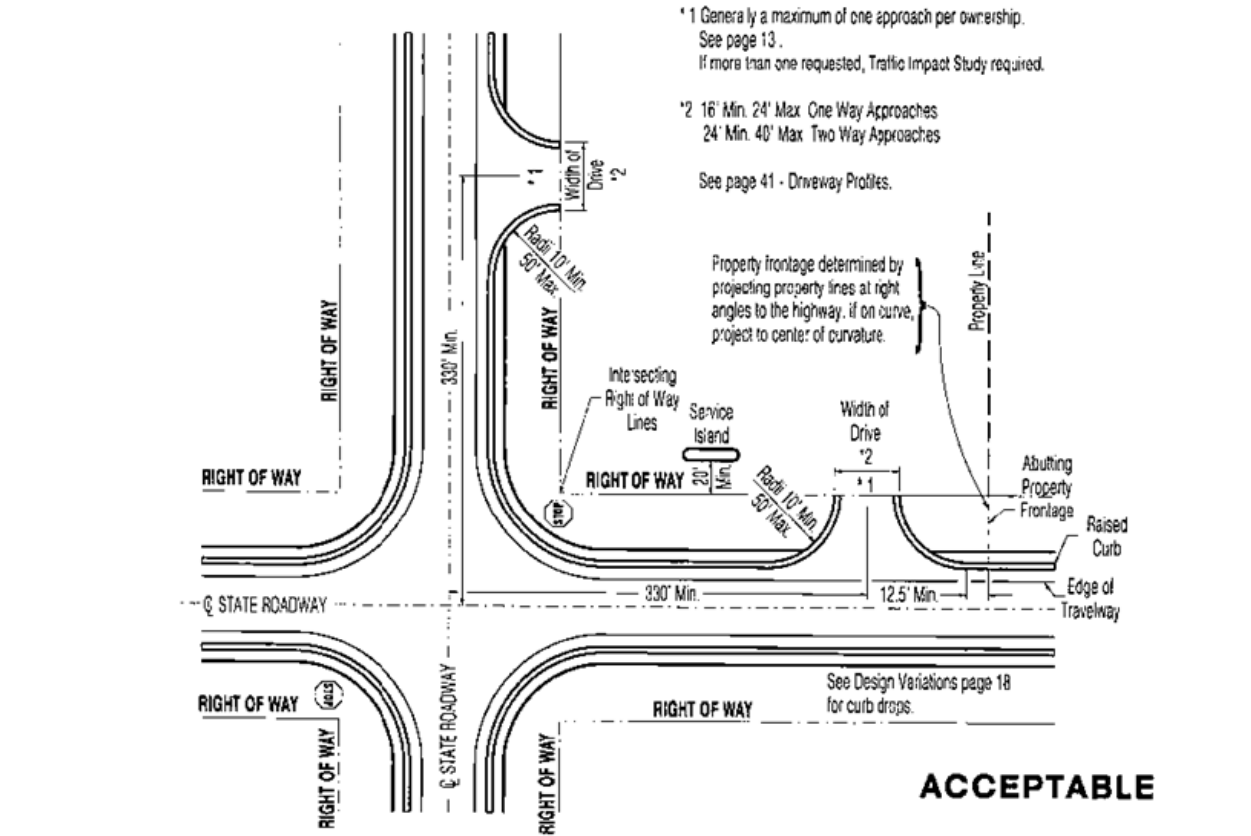 * 1 Generally a maximum of one approach per ownership.
See page 13.
If more than one requested, Traffic Impact Study required.
*2 16' Min. 24' Max One Way Approaches
24' Min. 40' Max Two Way Approaches
See page 41 - Driveway Profiles.
* 1
Width of
Drive
*2
Radii 10' Min.
50' Max.
RIGHT OF WAY
330' Min.
RIGHT OF WAY
Property frontage determined by
projecting property lines at right
angles to the highway, if on curve,
project to center of curvature.
Property Line
Intersecting
Right of Way
Lines
Service
Island
20'
Min.
Width of
Drive
*2
* 1
RIGHT OF WAY
RIGHT OF WAY
STOP
Radii 10' Min.
50' Max.
Abutting
Property
Frontage
Raised
Curb
330' Min.
12.5' Min.
Edge of
Travelway
℄ STATE ROADWAY
RIGHT OF WAY
STOP
℄ STATE ROADWAY
RIGHT OF WAY
RIGHT OF WAY
RIGHT OF WAY
See Design Variations page 18
for curb drops.
ACCEPTABLE